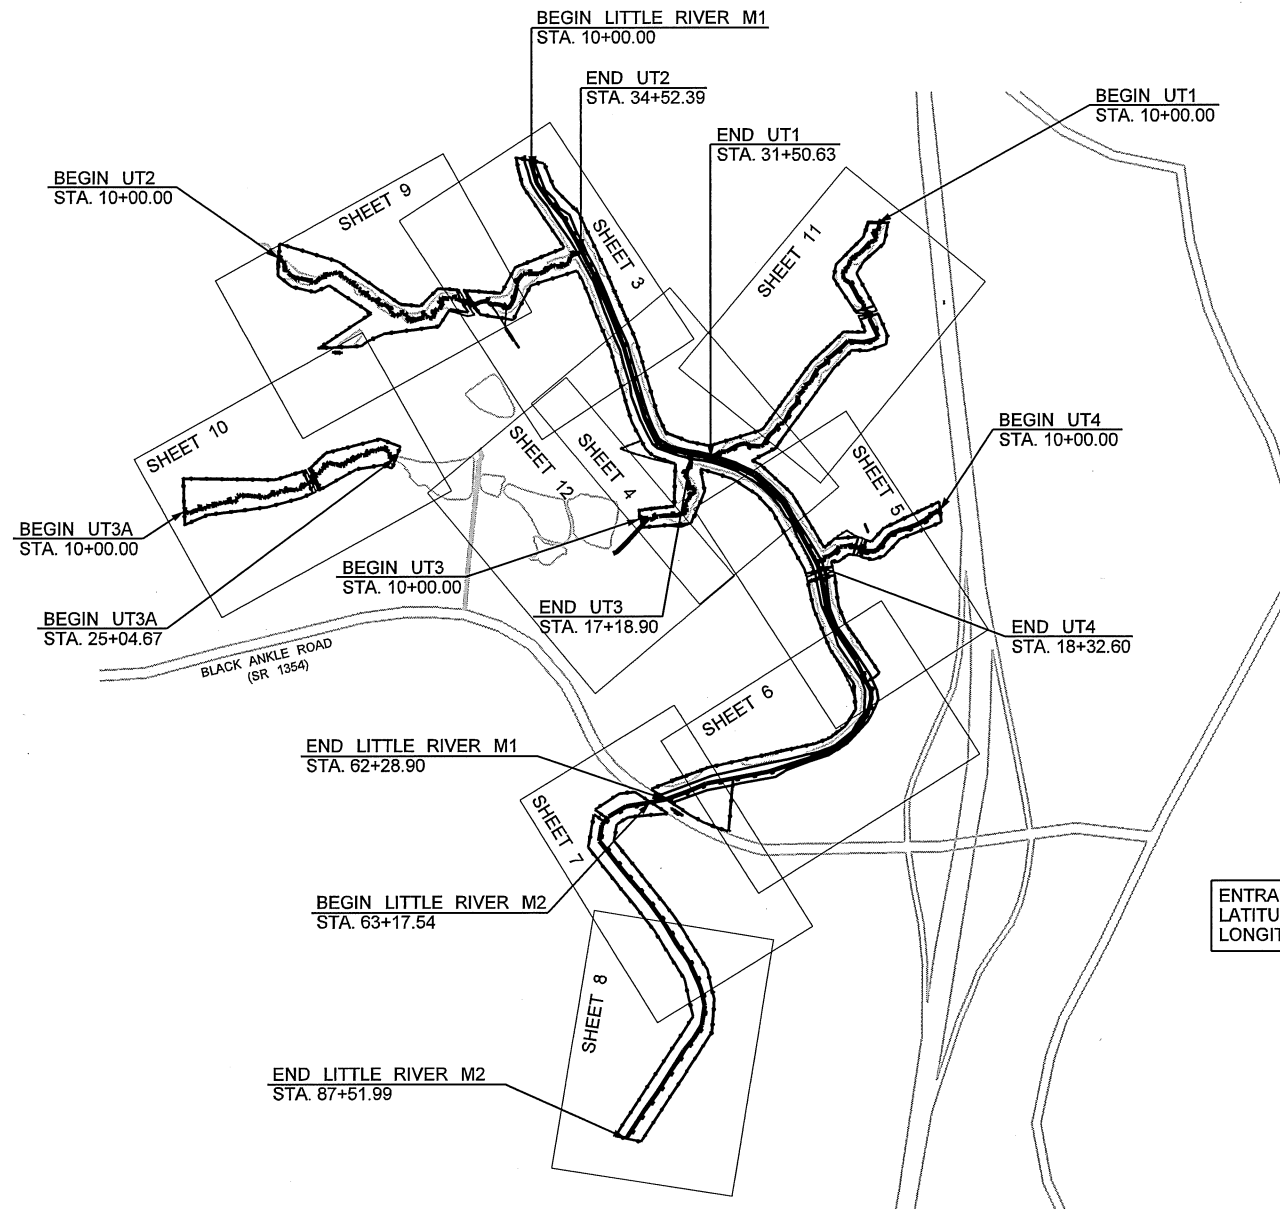 BEGIN LITTLE RIVER M1
STA. 10+00.00
END UT2
STA. 34+52.39
BEGIN UT1
STA. 10+00.00
END UT1
STA. 31+50.63
BEGIN UT2
STA. 10+00.00
SHEET 9
SHEET 3
SHEET 11
SHEET 10
SHEET 12
SHEET 4
SHEET 5
BEGIN UT4
STA. 10+00.00
BEGIN UT3A
STA. 10+00.00
BEGIN UT3
STA. 10+00.00
END UT3
STA. 17+18.90
BEGIN UT3A
STA. 25+04.67
END UT4
STA. 18+32.60
BLACK ANKLE ROAD
(SR 1354)
SHEET 6
END LITTLE RIVER M1
STA. 62+28.90
SHEET 7
BEGIN LITTLE RIVER M2
STA. 63+17.54
ENTRA
LATITU
LONGIT
SHEET 8
END LITTLE RIVER M2
STA. 87+51.99